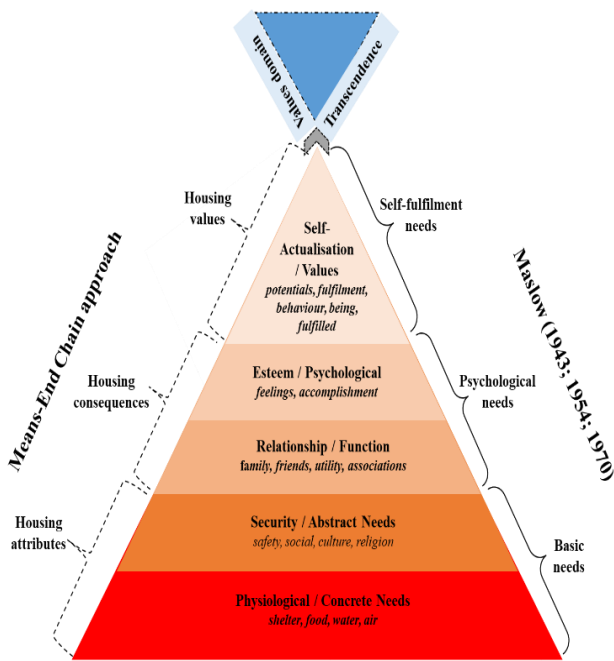 Values domain
Transcendence
Housing
values
Self-fulfilment
needs
Self-
Actualisation
/ Values
potentials, fulfilment,
behaviour, being,
fulfilled
Means-End Chain approach
Maslow (1943; 1954; 1970)
Housing
consequences
Esteem / Psychological
feelings, accomplishment
Psychological
needs
Relationship / Function
family, friends, utility, associations
Housing
attributes
Security / Abstract Needs
safety, social, culture, religion
Basic
needs
Physiological / Concrete Needs
shelter, food, water, air